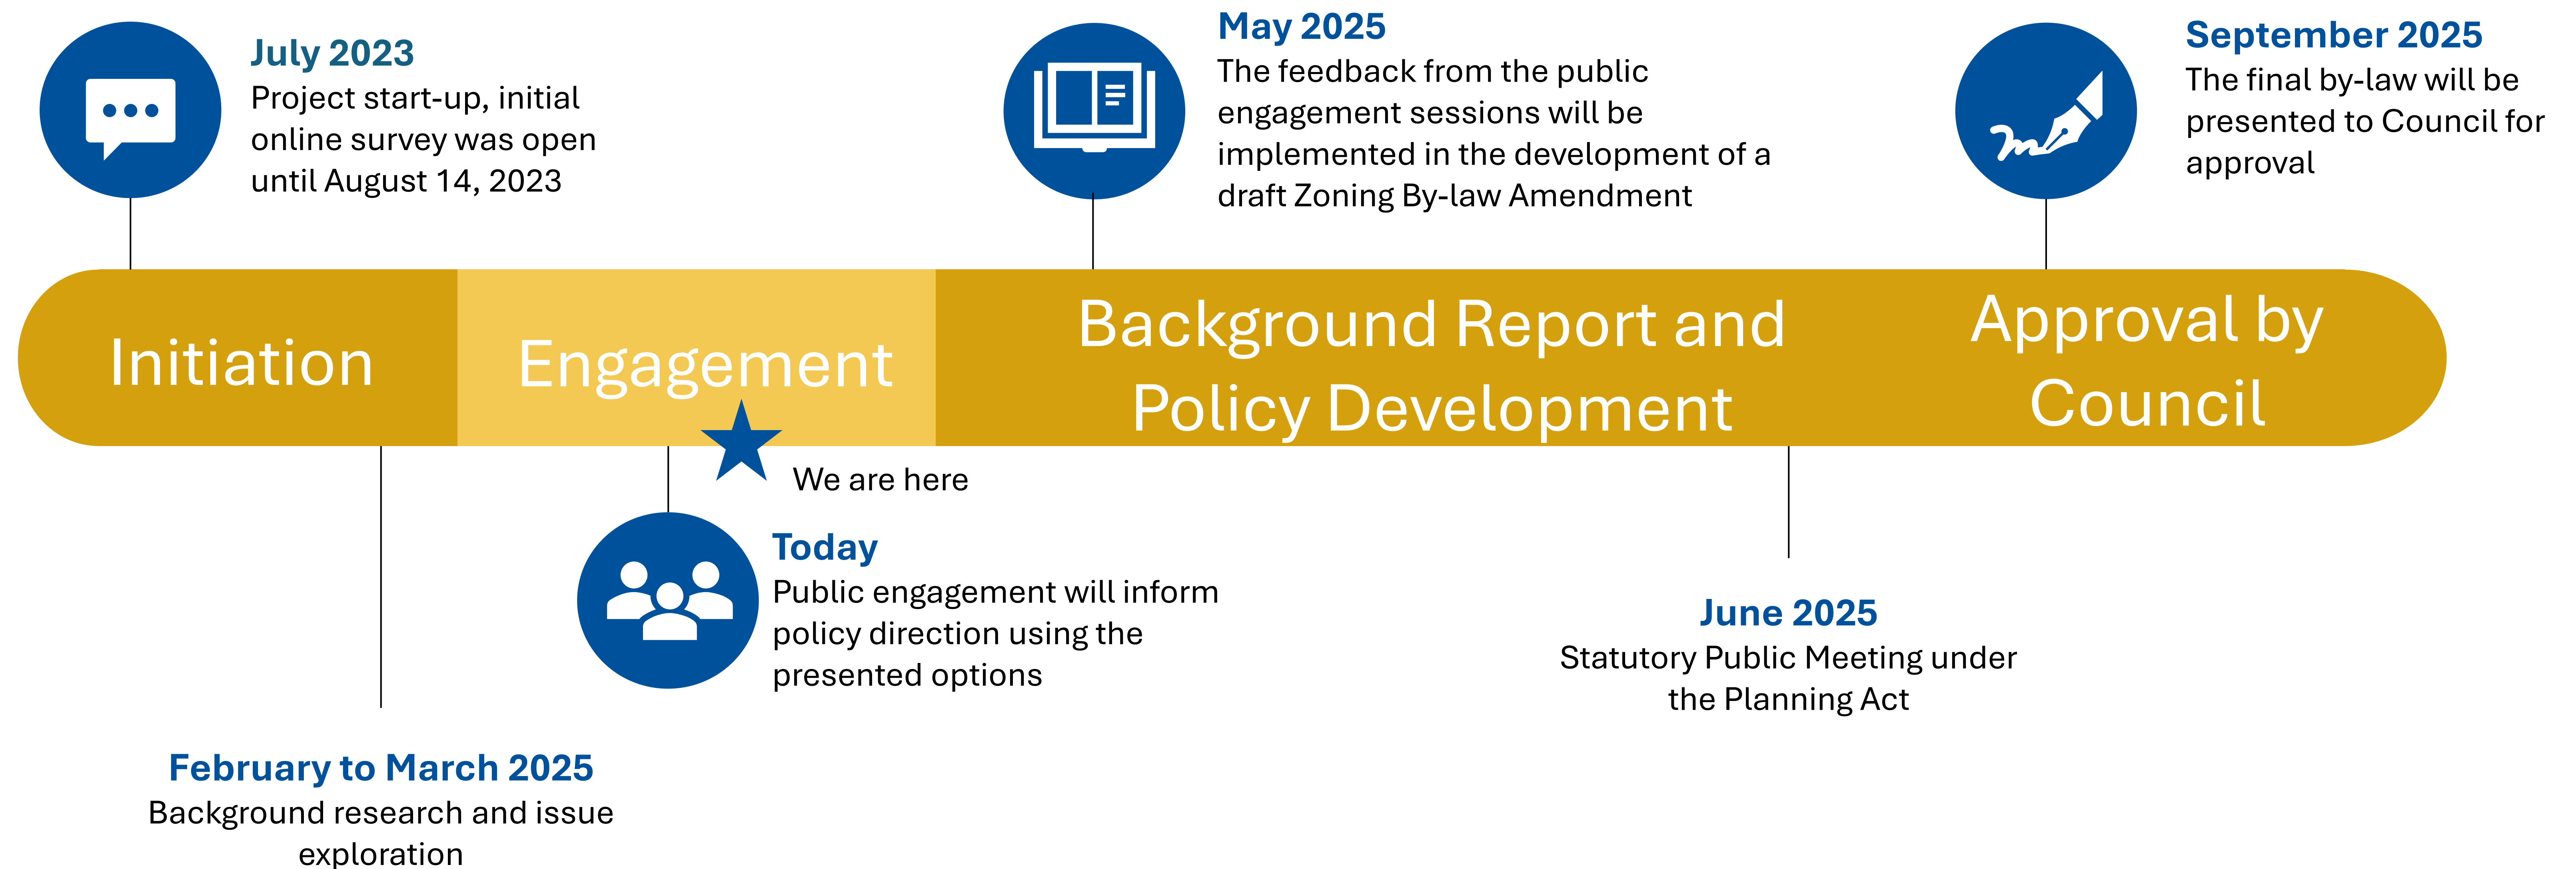 July 2023
Project start-up, initial
online survey was open
until August 14, 2023
May 2025
The feedback from the public
engagement sessions will be
implemented in the development of a
draft Zoning By-law Amendment
September 2025
The final by-law will be
presented to Council for
approval
Initiation
Engagement
Background Report and
Policy Development
Approval by
Council
We are here
Today
Public engagement will inform
policy direction using the
presented options
June 2025
Statutory Public Meeting under
the Planning Act
February to March 2025
Background research and issue
exploration